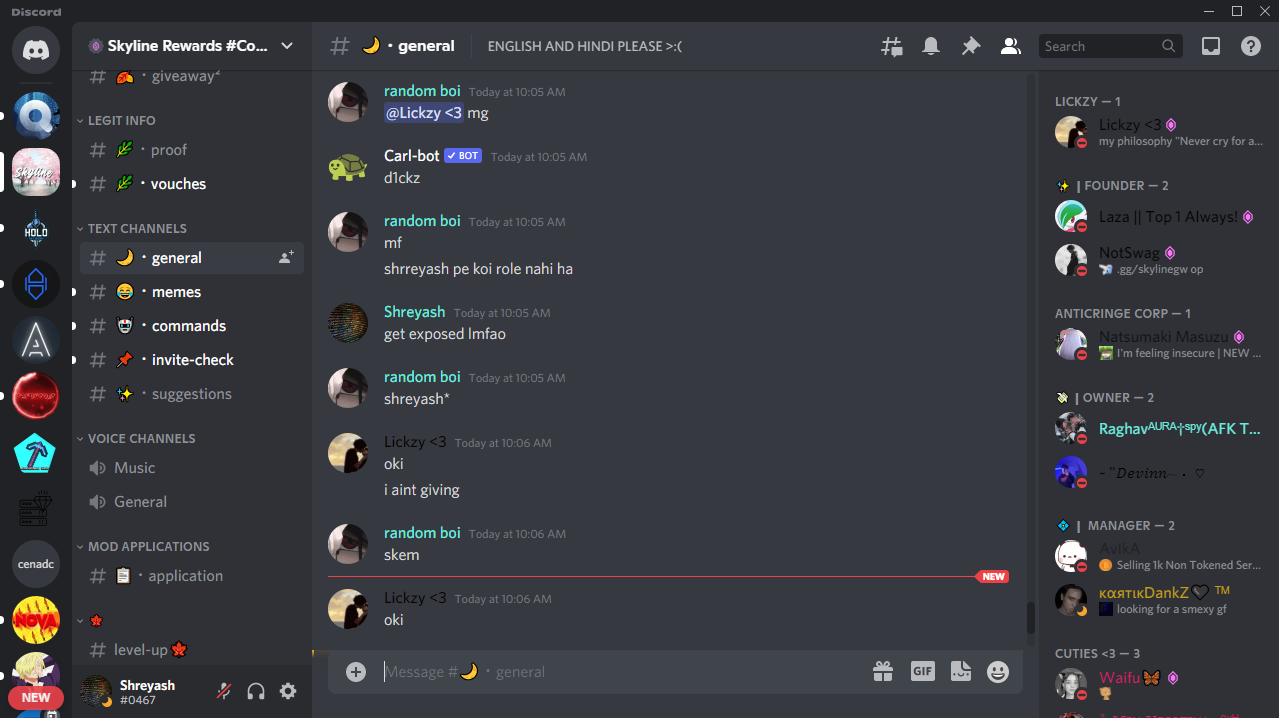 Discord
Skyline Rewards #Co...
giveaway²
LEGIT INFO
proof
vouches
TEXT CHANNELS
general
memes
commands
invite-check
suggestions
VOICE CHANNELS
Music
General
MOD APPLICATIONS
application
level-up
Skyline
HOLD
cenadc
NOVA
NEW
Shreyash
#0467
# 🌙・general
ENGLISH AND HINDI PLEASE >:(
Search
random boi Today at 10:05 AM
@Lickzy <3 mg
Carl-bot ✓ BOT Today at 10:05 AM
d1ckz
random boi Today at 10:05 AM
mf
shrreyash pe koi role nahi ha
Shreyash Today at 10:05 AM
get exposed lmfao
random boi Today at 10:05 AM
shreyash*
Lickzy <3 Today at 10:06 AM
oki
i aint giving
random boi Today at 10:06 AM
skem
NEW
Lickzy <3 Today at 10:06 AM
oki
Message #🌙・general
GIF
LICKZY — 1
Lickzy <3
my philosophy "Never cry for a...
✨ | FOUNDER — 2
Laza || Top 1 Always!
NotSwag
.gg/skylinegw op
ANTICRINGE CORP — 1
Natsumaki Masuzu
I'm feeling insecure | NEW ...
| OWNER — 2
Raghavᴬᵁᴿᴬ⸸ˢᵖʸ(AFK T...
~ "𝐷𝑒𝑣𝑖𝑛𝑛﹏ • ♡
💠 | MANAGER — 2
AvIkA
Selling 1k Non Tokened Ser...
καятικDankZ🖤 ™
looking for a smexy gf
CUTIES <3 — 3
Waifu🦋